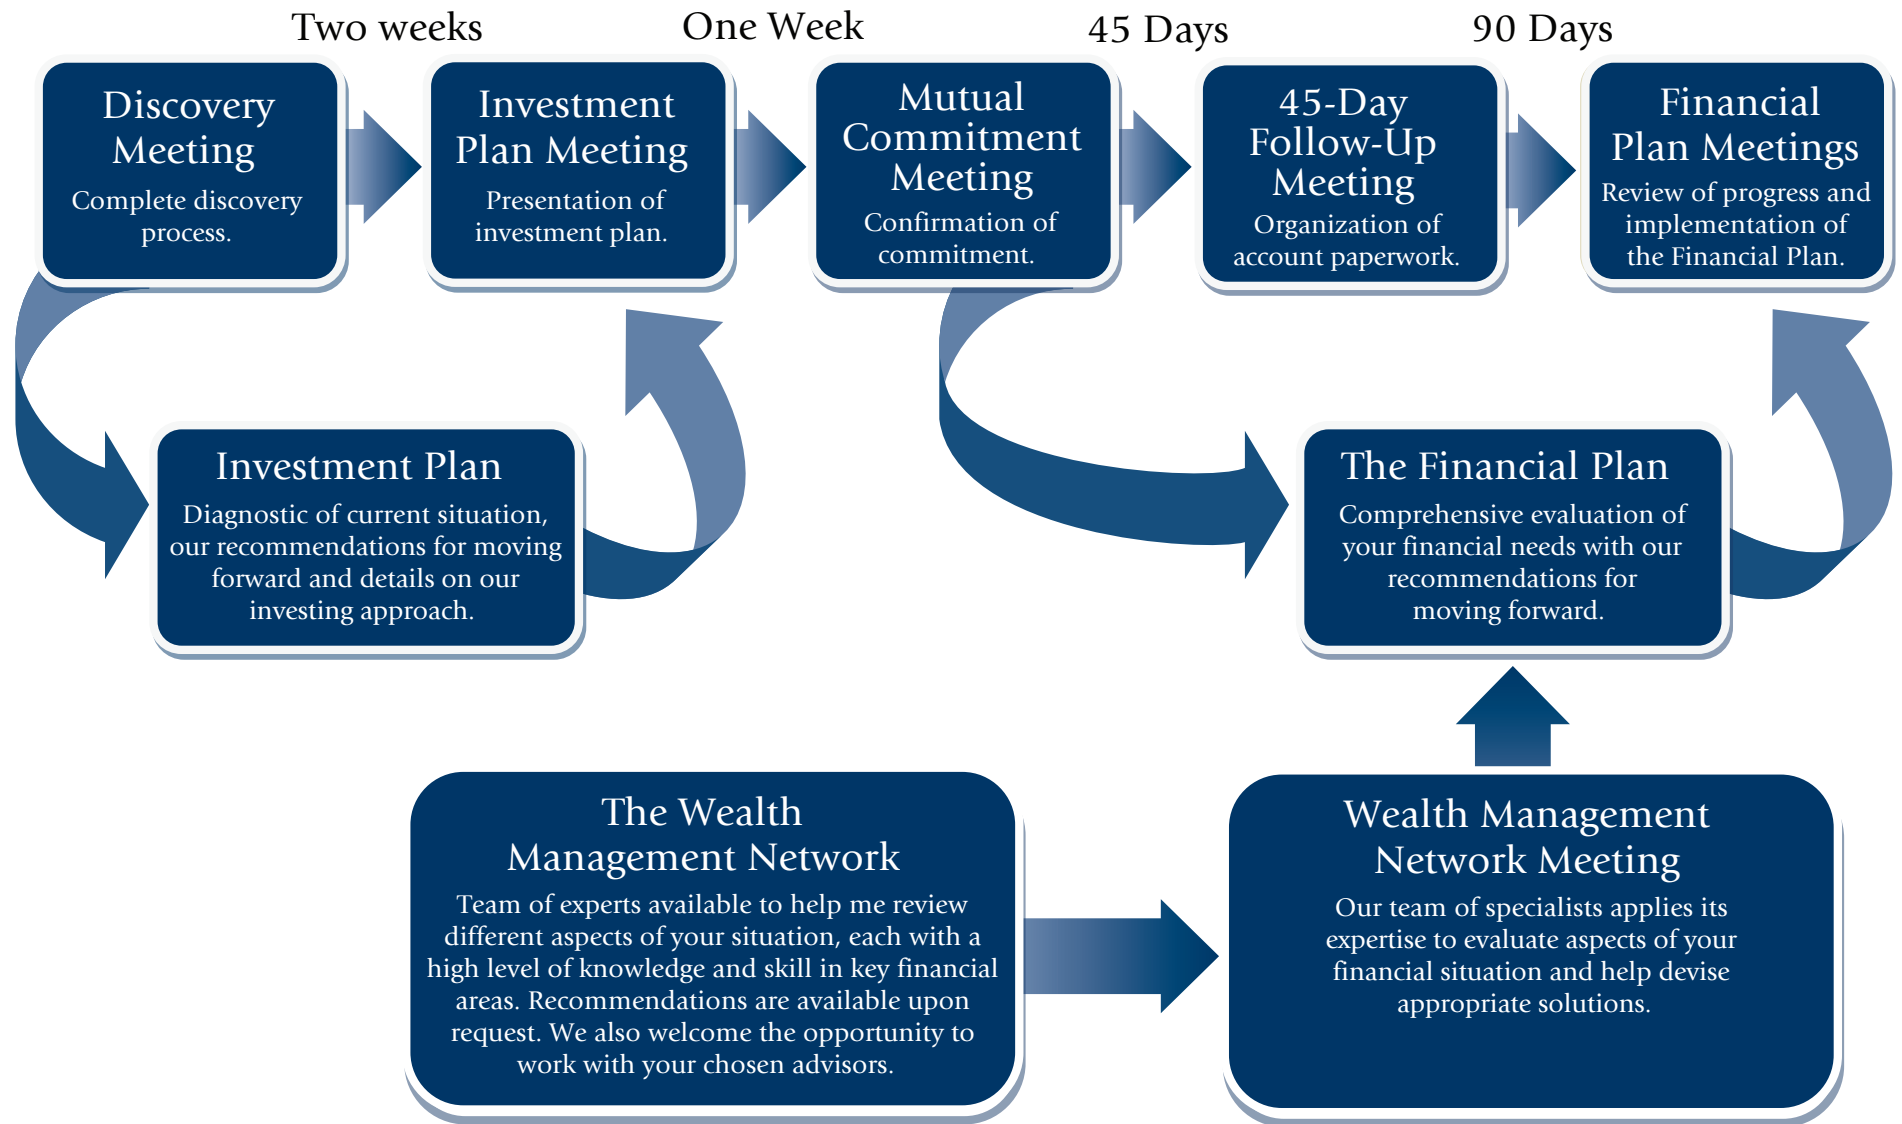 Two weeks
One Week
45 Days
90 Days
Discovery
Meeting
Complete discovery
process.
Investment
Plan Meeting
Presentation of
investment plan.
Mutual
Commitment
Meeting
Confirmation of
commitment.
45-Day
Follow-Up
Meeting
Organization of
account paperwork.
Financial
Plan Meetings
Review of progress and
implementation of
the Financial Plan.
Investment Plan
Diagnostic of current situation,
our recommendations for moving
forward and details on our
investing approach.
The Financial Plan
Comprehensive evaluation of
your financial needs with our
recommendations for
moving forward.
The Wealth
Management Network
Team of experts available to help me review
different aspects of your situation, each with a
high level of knowledge and skill in key financial
areas. Recommendations are available upon
request. We also welcome the opportunity to
work with your chosen advisors.
Wealth Management
Network Meeting
Our team of specialists applies its
expertise to evaluate aspects of your
financial situation and help devise
appropriate solutions.